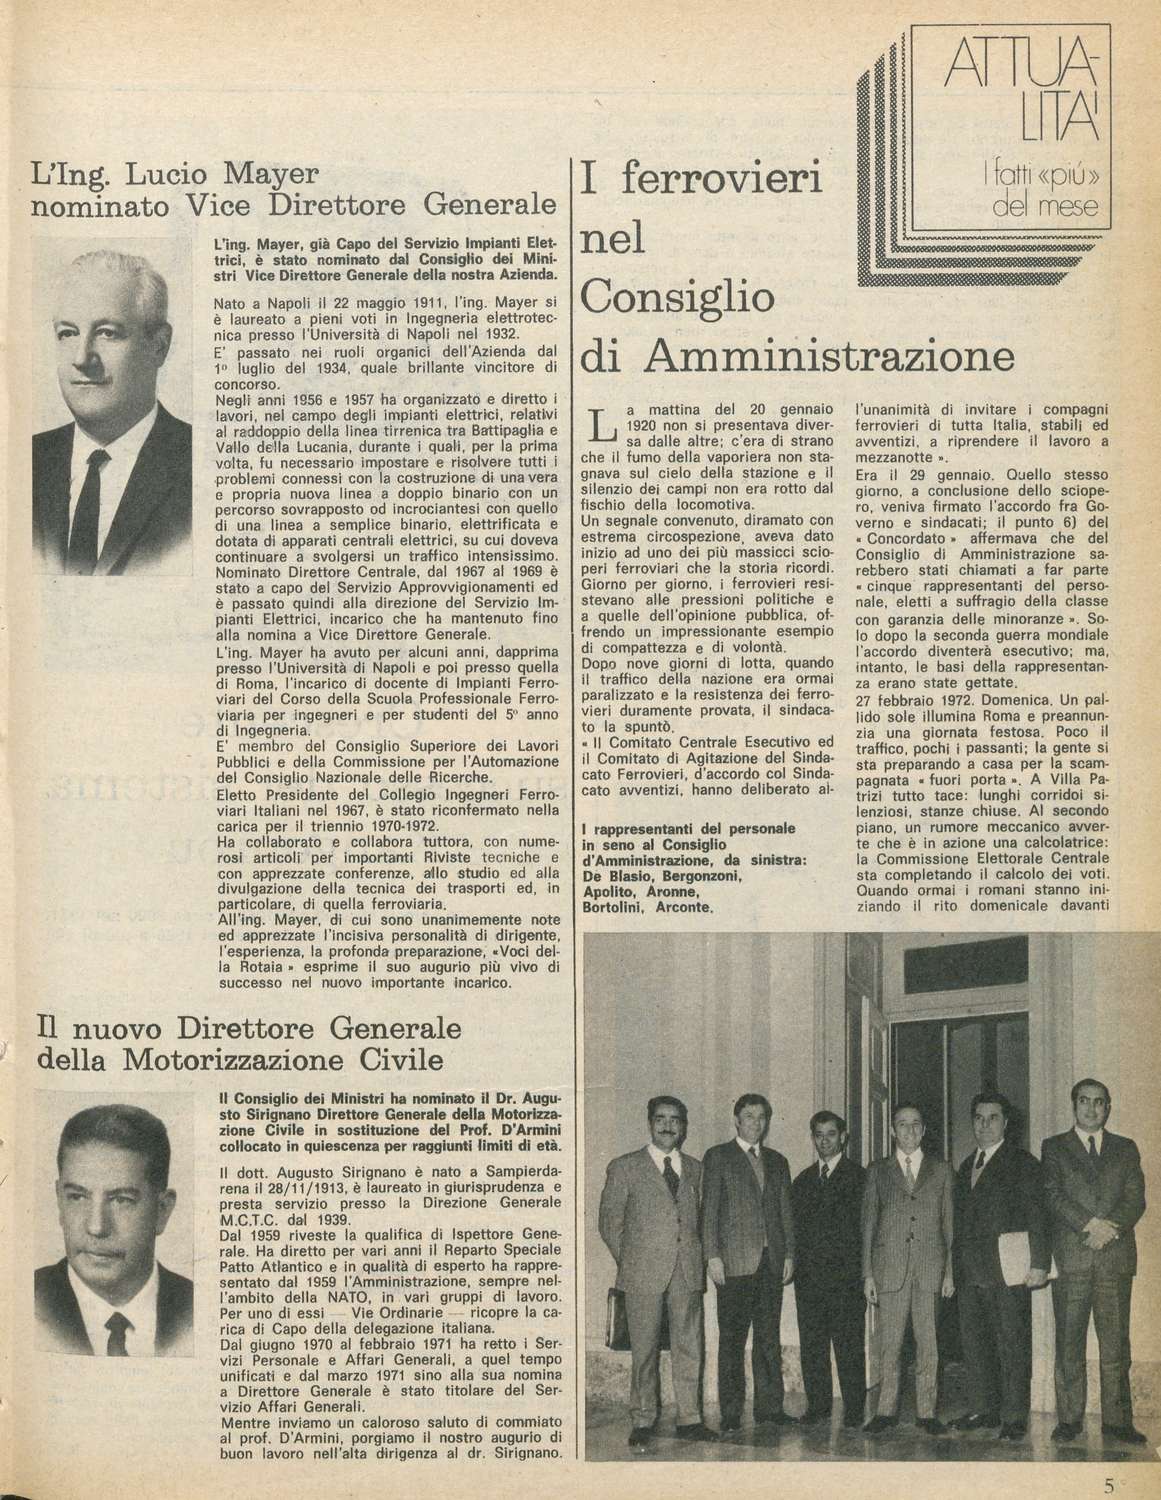 ATTUA-
LITA'
I fatti «più»
del mese
L'Ing. Lucio Mayer
nominato Vice Direttore Generale
L'ing. Mayer, già Capo del Servizio Impianti Elet-
trici, è stato nominato dal Consiglio dei Mini-
stri Vice Direttore Generale della nostra Azienda.
Nato a Napoli il 22 maggio 1911, l'ing. Mayer si
è laureato a pieni voti in Ingegneria elettrotec-
nica presso l'Università di Napoli nel 1932.
E' passato nei ruoli organici dell'Azienda dal
1º luglio del 1934, quale brillante vincitore di
concorso.
Negli anni 1956 e 1957 ha organizzato e diretto i
lavori, nel campo degli impianti elettrici, relativi
al raddoppio della linea tirrenica tra Battipaglia e
Vallo della Lucania, durante i quali, per la prima
volta, fu necessario impostare e risolvere tutti i
problemi connessi con la costruzione di una vera
e propria nuova linea a doppio binario con un
percorso sovrapposto od incrociantesi con quello
di una linea a semplice binario, elettrificata e
dotata di apparati centrali elettrici, su cui doveva
continuare a svolgersi un traffico intensissimo.
Nominato Direttore Centrale, dal 1967 al 1969 è
stato a capo del Servizio Approvvigionamenti ed
è passato quindi alla direzione del Servizio Im-
pianti Elettrici, incarico che ha mantenuto fino
alla nomina a Vice Direttore Generale.
L'ing. Mayer ha avuto per alcuni anni, dapprima
presso l'Università di Napoli e poi presso quella
di Roma, l'incarico di docente di Impianti Ferro-
viari del Corso della Scuola Professionale Ferro-
viaria per ingegneri e per studenti del 5º anno
di Ingegneria.
E' membro del Consiglio Superiore dei Lavori
Pubblici e della Commissione per l'Automazione
del Consiglio Nazionale delle Ricerche.
Eletto Presidente del Collegio Ingegneri Ferro-
viari Italiani nel 1967, è stato riconfermato nella
carica per il triennio 1970-1972.
Ha collaborato e collabora tuttora, con nume-
rosi articoli per importanti Riviste tecniche e
con apprezzate conferenze, allo studio ed alla
divulgazione della tecnica dei trasporti ed, in
particolare, di quella ferroviaria.
All'ing. Mayer, di cui sono unanimemente note
ed apprezzate l'incisiva personalità di dirigente,
l'esperienza, la profonda preparazione, «Voci del-
la Rotaia» esprime il suo augurio più vivo di
successo nel nuovo importante incarico.
Il nuovo Direttore Generale
della Motorizzazione Civile
Il Consiglio dei Ministri ha nominato il Dr. Augu-
sto Sirignano Direttore Generale della Motorizza-
zione Civile in sostituzione del Prof. D'Armini
collocato in quiescenza per raggiunti limiti di età.
Il dott. Augusto Sirignano è nato a Sampierda-
rena il 28/11/1913, è laureato in giurisprudenza e
presta servizio presso la Direzione Generale
M.C.T.C. dal 1939.
Dal 1959 riveste la qualifica di Ispettore Gene-
rale. Ha diretto per vari anni il Reparto Speciale
Patto Atlantico e in qualità di esperto ha rappre-
sentato dal 1959 l'Amministrazione, sempre nel-
l'ambito della NATO, in vari gruppi di lavoro.
Per uno di essi — Vie Ordinarie — ricopre la ca-
rica di Capo della delegazione italiana.
Dal giugno 1970 al febbraio 1971 ha retto i Ser-
vizi Personale e Affari Generali, a quel tempo
unificati e dal marzo 1971 sino alla sua nomina
a Direttore Generale è stato titolare del Ser-
vizio Affari Generali.
Mentre inviamo un caloroso saluto di commiato
al prof. D'Armini, porgiamo il nostro augurio di
buon lavoro nell'alta dirigenza al dr. Sirignano.
I ferrovieri
nel
Consiglio
di Amministrazione
La mattina del 20 gennaio
1920 non si presentava diver-
sa dalle altre; c'era di strano
che il fumo della vaporiera non sta-
gnava sul cielo della stazione e il
silenzio dei campi non era rotto dal
fischio della locomotiva.
Un segnale convenuto, diramato con
estrema circospezione, aveva dato
inizio ad uno dei più massicci scio-
peri ferroviari che la storia ricordi.
Giorno per giorno, i ferrovieri resi-
stevano alle pressioni politiche e
a quelle dell'opinione pubblica, of-
frendo un impressionante esempio
di compattezza e di volontà.
Dopo nove giorni di lotta, quando
il traffico della nazione era ormai
paralizzato e la resistenza dei ferro-
vieri duramente provata, il sindaca-
to la spuntò.
« Il Comitato Centrale Esecutivo ed
il Comitato di Agitazione del Sinda-
cato Ferrovieri, d'accordo col Sinda-
cato avventizi, hanno deliberato al-
l'unanimità di invitare i compagni
ferrovieri di tutta Italia, stabili ed
avventizi, a riprendere il lavoro a
mezzanotte ».
Era il 29 gennaio. Quello stesso
giorno, a conclusione dello sciope-
ro, veniva firmato l'accordo fra Go-
verno e sindacati; il punto 6) del
« Concordato » affermava che del
Consiglio di Amministrazione sa-
rebbero stati chiamati a far parte
« cinque rappresentanti del perso-
nale, eletti a suffragio della classe
con garanzia delle minoranze ». So-
lo dopo la seconda guerra mondiale
l'accordo diventerà esecutivo; ma,
intanto, le basi della rappresentan-
za erano state gettate.
27 febbraio 1972. Domenica. Un pal-
lido sole illumina Roma e preannun-
zia una giornata festosa. Poco il
traffico, pochi i passanti; la gente si
sta preparando a casa per la scam-
pagnata « fuori porta ». A Villa Pa-
trizi tutto tace: lunghi corridoi si-
lenziosi, stanze chiuse. Al secondo
piano, un rumore meccanico avver-
te che è in azione una calcolatrice:
la Commissione Elettorale Centrale
sta completando il calcolo dei voti.
Quando ormai i romani stanno ini-
ziando il rito domenicale davanti
I rappresentanti del personale
in seno al Consiglio
d'Amministrazione, da sinistra:
De Blasio, Bergonzoni,
Apolito, Aronne,
Bortolini, Arconte.
5